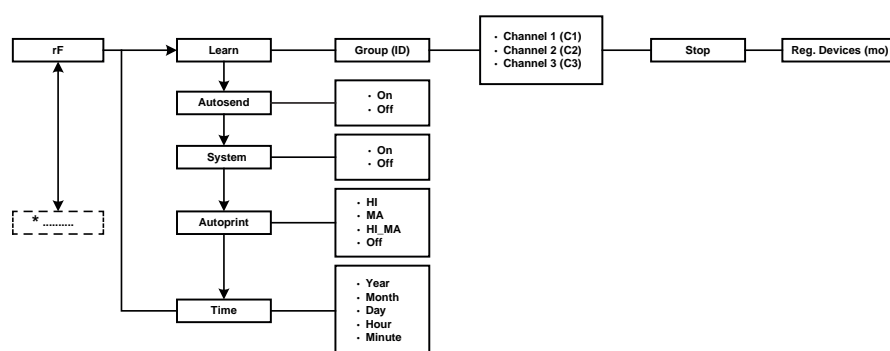 rF
Learn
Group (ID)
• Channel 1 (C1)
• Channel 2 (C2)
• Channel 3 (C3)
Stop
Reg. Devices (mo)
Autosend
• On
• Off
System
• On
• Off
* ..........
Autoprint
• HI
• MA
• HI_MA
• Off
Time
• Year
• Month
• Day
• Hour
• Minute